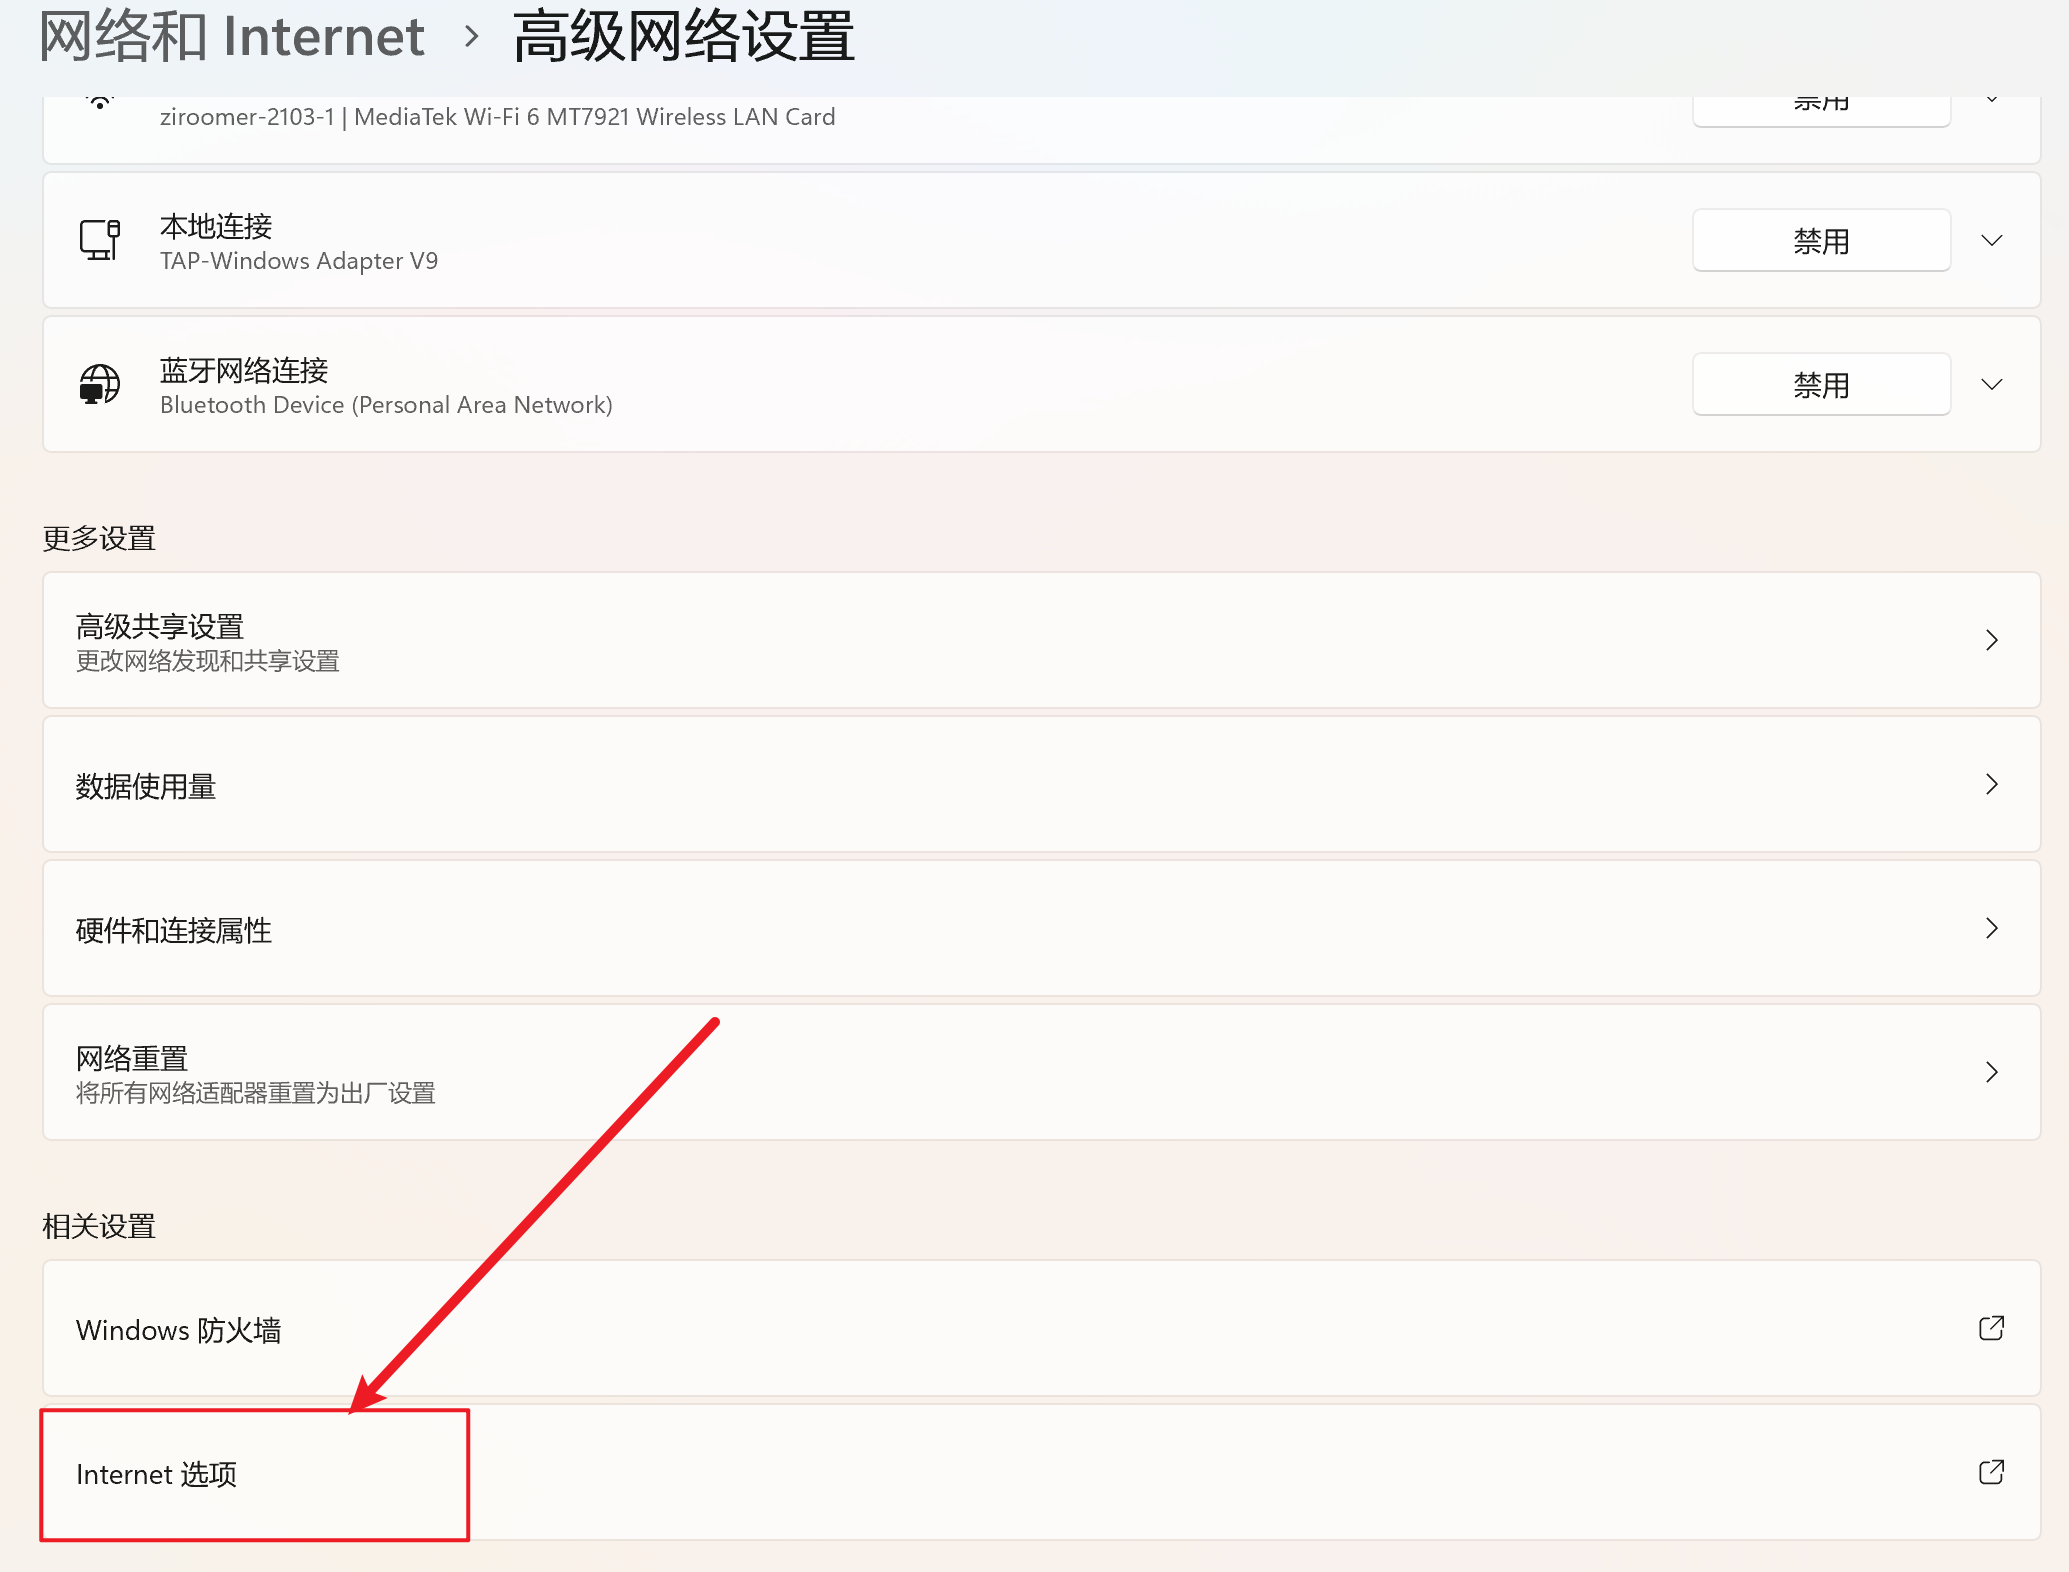 网络和 Internet › 高级网络设置
ziroomer-2103-1 | MediaTek Wi-Fi 6 MT7921 Wireless LAN Card
禁用
本地连接
TAP-Windows Adapter V9
禁用
蓝牙网络连接
Bluetooth Device (Personal Area Network)
禁用
更多设置
高级共享设置
更改网络发现和共享设置
数据使用量
硬件和连接属性
网络重置
将所有网络适配器重置为出厂设置
相关设置
Windows 防火墙
Internet 选项